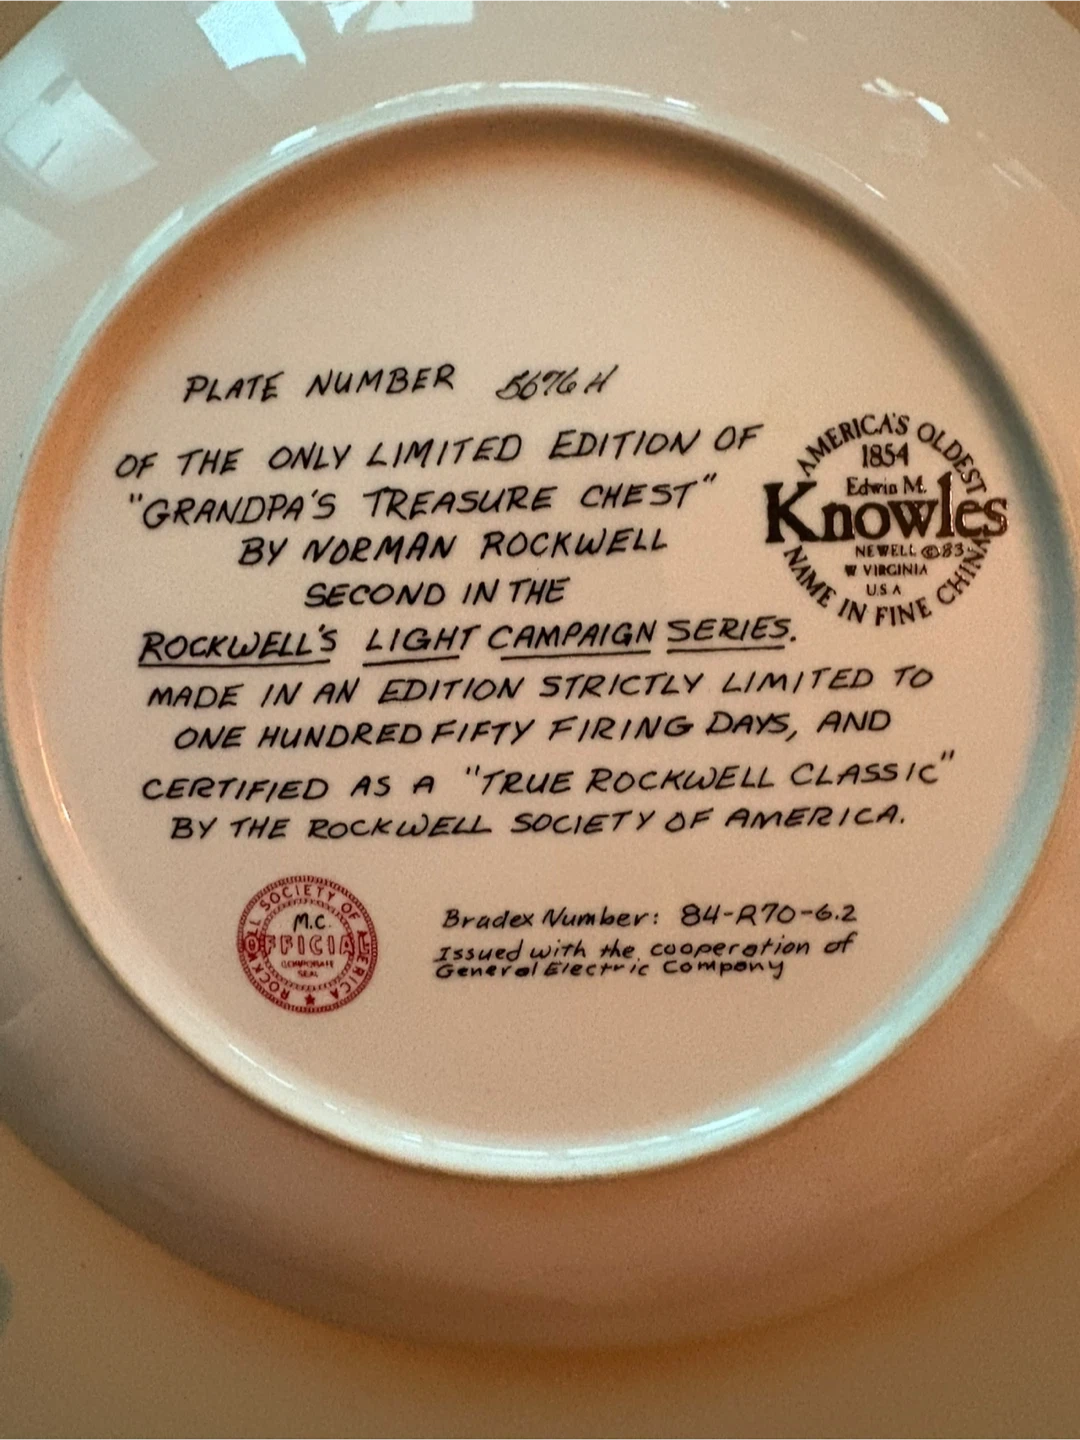 PLATE NUMBER 5676 H
OF THE ONLY LIMITED EDITION OF
"GRANDPA'S TREASURE CHEST"
BY NORMAN ROCKWELL
SECOND IN THE
ROCKWELL'S LIGHT CAMPAIGN SERIES.
MADE IN AN EDITION STRICTLY LIMITED TO
ONE HUNDRED FIFTY FIRING DAYS, AND
CERTIFIED AS A "TRUE ROCKWELL CLASSIC"
BY THE ROCKWELL SOCIETY OF AMERICA.
AMERICA'S OLDEST
1854
Edwin M.
Knowles
NEWELL ©83
W VIRGINIA
U.S.A
NAME IN FINE CHINA
ROCKWELL SOCIETY OF AMERICA
M.C.
OFFICIAL
CORPORATE
SEAL
Bradex Number: 84-R70-6.2
Issued with the cooperation of
General Electric Company